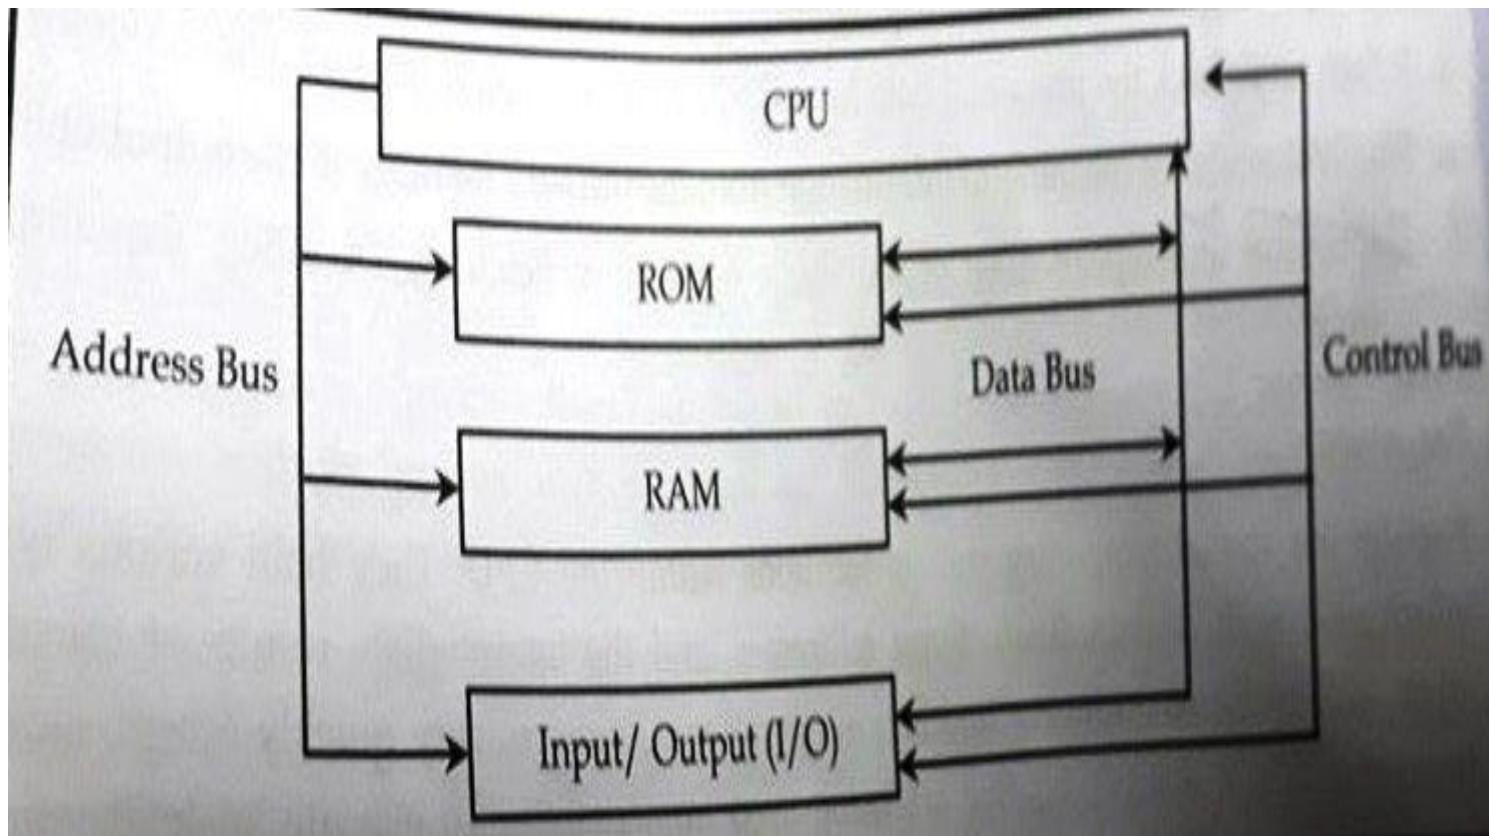 CPU
ROM
Address Bus
Data Bus
Control Bus
RAM
Input/ Output (I/O)